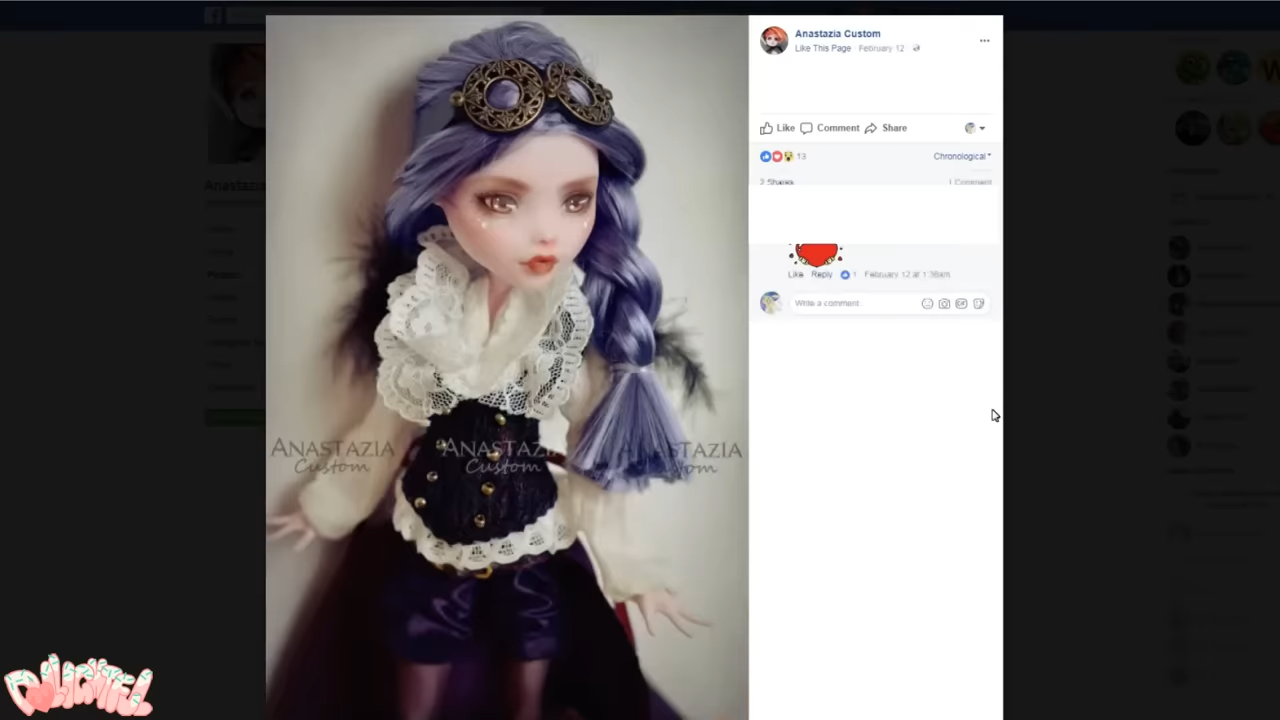 Anastazia Custom
Like This Page · February 12
Like Comment Share
13
Chronological
2 Shares
1 Comment
Like Reply 1 February 12 at 1:36am
Write a comment
ANASTAZIA ANASTAZIA ANASTAZIA
Custom Custom Custom
Anastazia